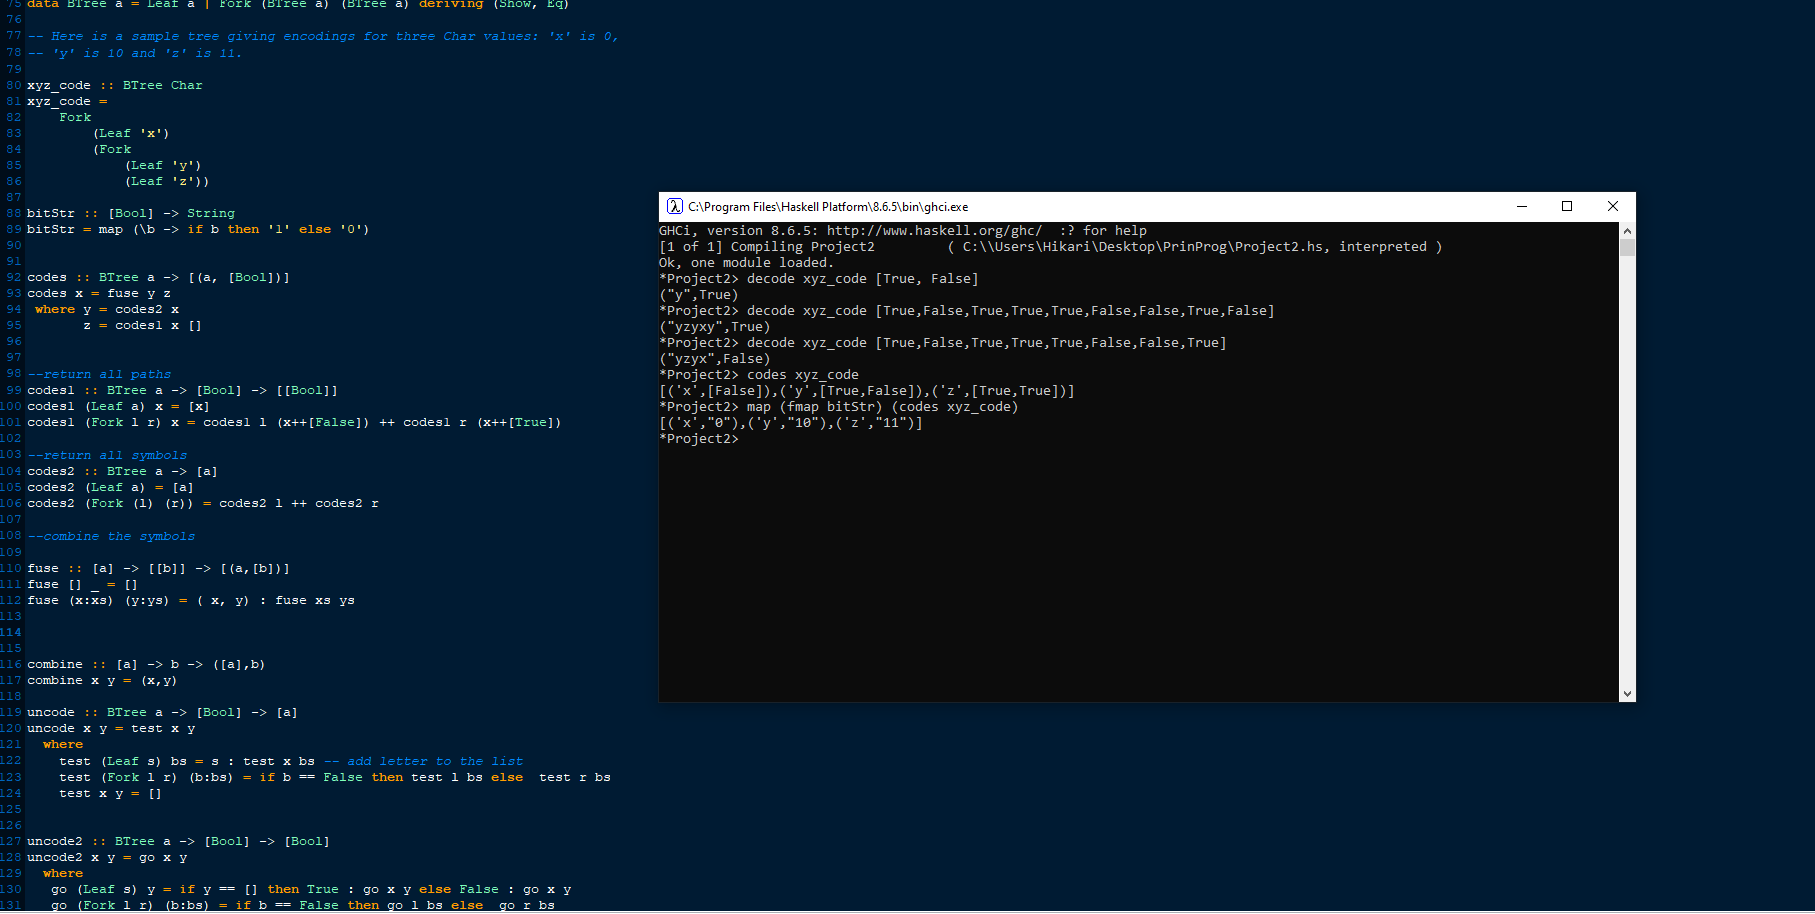 75 data BTree a = Leaf a | Fork (BTree a) (BTree a) deriving (Show, Eq)
76
77 -- Here is a sample tree giving encodings for three Char values: 'x' is 0,
78 -- 'y' is 10 and 'z' is 11.
79
80 xyz_code :: BTree Char
81 xyz_code =
82     Fork
83         (Leaf 'x')
84         (Fork
85             (Leaf 'y')
86             (Leaf 'z'))
87
88 bitStr :: [Bool] -> String
89 bitStr = map (\b -> if b then '1' else '0')
90
91
92 codes :: BTree a -> [(a, [Bool])]
93 codes x = fuse y z
94  where y = codes2 x
95        z = codes1 x []
96
97
98 --return all paths
99 codes1 :: BTree a -> [Bool] -> [[Bool]]
100 codes1 (Leaf a) x = [x]
101 codes1 (Fork l r) x = codes1 l (x++[False]) ++ codes1 r (x++[True])
102
103 --return all symbols
104 codes2 :: BTree a -> [a]
105 codes2 (Leaf a) = [a]
106 codes2 (Fork (l) (r)) = codes2 l ++ codes2 r
107
108 --combine the symbols
109
110 fuse :: [a] -> [[b]] -> [(a,[b])]
111 fuse [] _ = []
112 fuse (x:xs) (y:ys) = ( x, y) : fuse xs ys
113
114
115
116 combine :: [a] -> b -> ([a],b)
117 combine x y = (x,y)
118
119 uncode :: BTree a -> [Bool] -> [a]
120 uncode x y = test x y
121   where
122     test (Leaf s) bs = s : test x bs -- add letter to the list
123     test (Fork l r) (b:bs) = if b == False then test l bs else  test r bs
124     test x y = []
125
126
127 uncode2 :: BTree a -> [Bool] -> [Bool]
128 uncode2 x y = go x y
129   where
130    go (Leaf s) y = if y == [] then True : go x y else False : go x y
131    go (Fork l r) (b:bs) = if b == False then go l bs else  go r bs
C:\Program Files\Haskell Platform\8.6.5\bin\ghci.exe
GHCi, version 8.6.5: http://www.haskell.org/ghc/  :? for help
[1 of 1] Compiling Project2         ( C:\\Users\Hikari\Desktop\PrinProg\Project2.hs, interpreted )
Ok, one module loaded.
*Project2> decode xyz_code [True, False]
("y",True)
*Project2> decode xyz_code [True,False,True,True,True,False,False,True,False]
("yzyxy",True)
*Project2> decode xyz_code [True,False,True,True,True,False,False,True]
("yzyx",False)
*Project2> codes xyz_code
[('x',[False]),('y',[True,False]),('z',[True,True])]
*Project2> map (fmap bitStr) (codes xyz_code)
[('x',"0"),('y',"10"),('z',"11")]
*Project2>